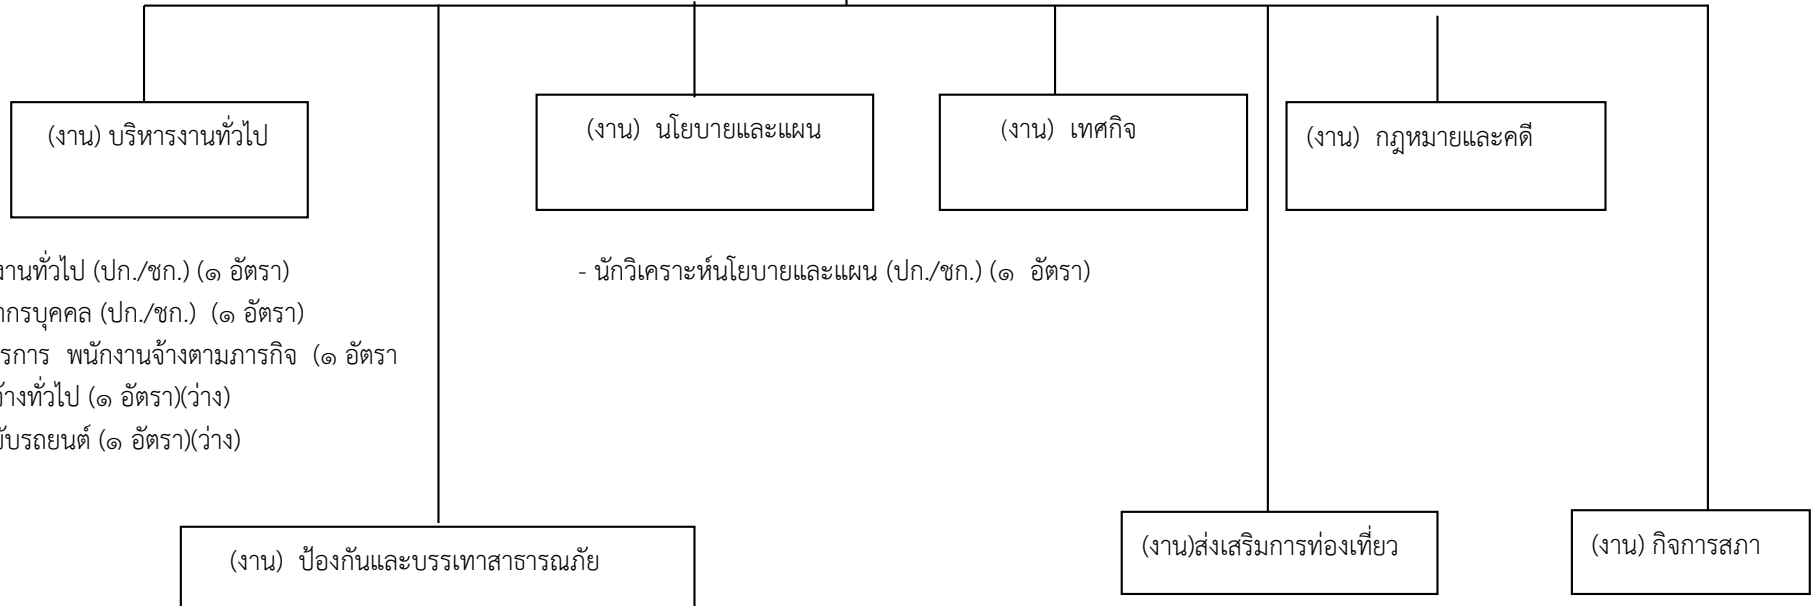 (งาน) บริหารงานทั่วไป
(งาน) นโยบายและแผน
(งาน) เทศกิจ
(งาน) กฎหมายและคดี
งานทั่วไป (ปก./ชก.) (๑ อัตรา)
- นักวิเคราะห์นโยบายและแผน (ปก./ชก.) (๑ อัตรา)
ากรบุคคล (ปก./ชก.) (๑ อัตรา)
รการ พนักงานจ้างตามภารกิจ (๑ อัตรา
จ้างทั่วไป (๑ อัตรา)(ว่าง)
ขับรถยนต์ (๑ อัตรา)(ว่าง)
(งาน) ป้องกันและบรรเทาสาธารณภัย
(งาน)ส่งเสริมการท่องเที่ยว
(งาน) กิจการสภา